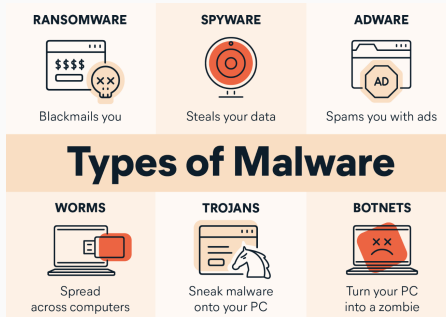 RANSOMWARE
SPYWARE
ADWARE
$$$$
AD
Blackmails you
Steals your data
Spams you with ads
Types of Malware
WORMS
TROJANS
BOTNETS
Spread
across computers
Sneak malware
onto your PC
Turn your PC
into a zombie